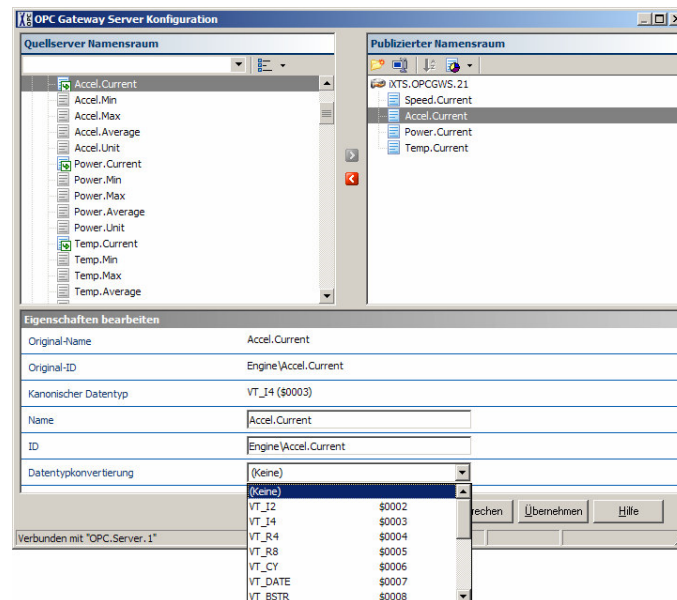 OPC Gateway Server Konfiguration
Quellserver Namensraum
Accel.Current
Accel.Min
Accel.Max
Accel.Average
Accel.Unit
Power.Current
Power.Min
Power.Max
Power.Average
Power.Unit
Temp.Current
Temp.Min
Temp.Max
Temp.Average
Publizierter Namensraum
iXTS.OPCGWS.21
Speed.Current
Accel.Current
Power.Current
Temp.Current
Eigenschaften bearbeiten
Original-Name Accel.Current
Original-ID Engine\Accel.Current
Kanonischer Datentyp VT_I4 ($0003)
Name Accel.Current
ID Engine\Accel.Current
Datentypkonvertierung (Keine)
(Keine)
VT_I2 $0002
VT_I4 $0003
VT_R4 $0004
VT_R8 $0005
VT_CY $0006
VT_DATE $0007
VT_BSTR $0008
rechen Übernehmen Hilfe
Verbunden mit "OPC.Server.1"